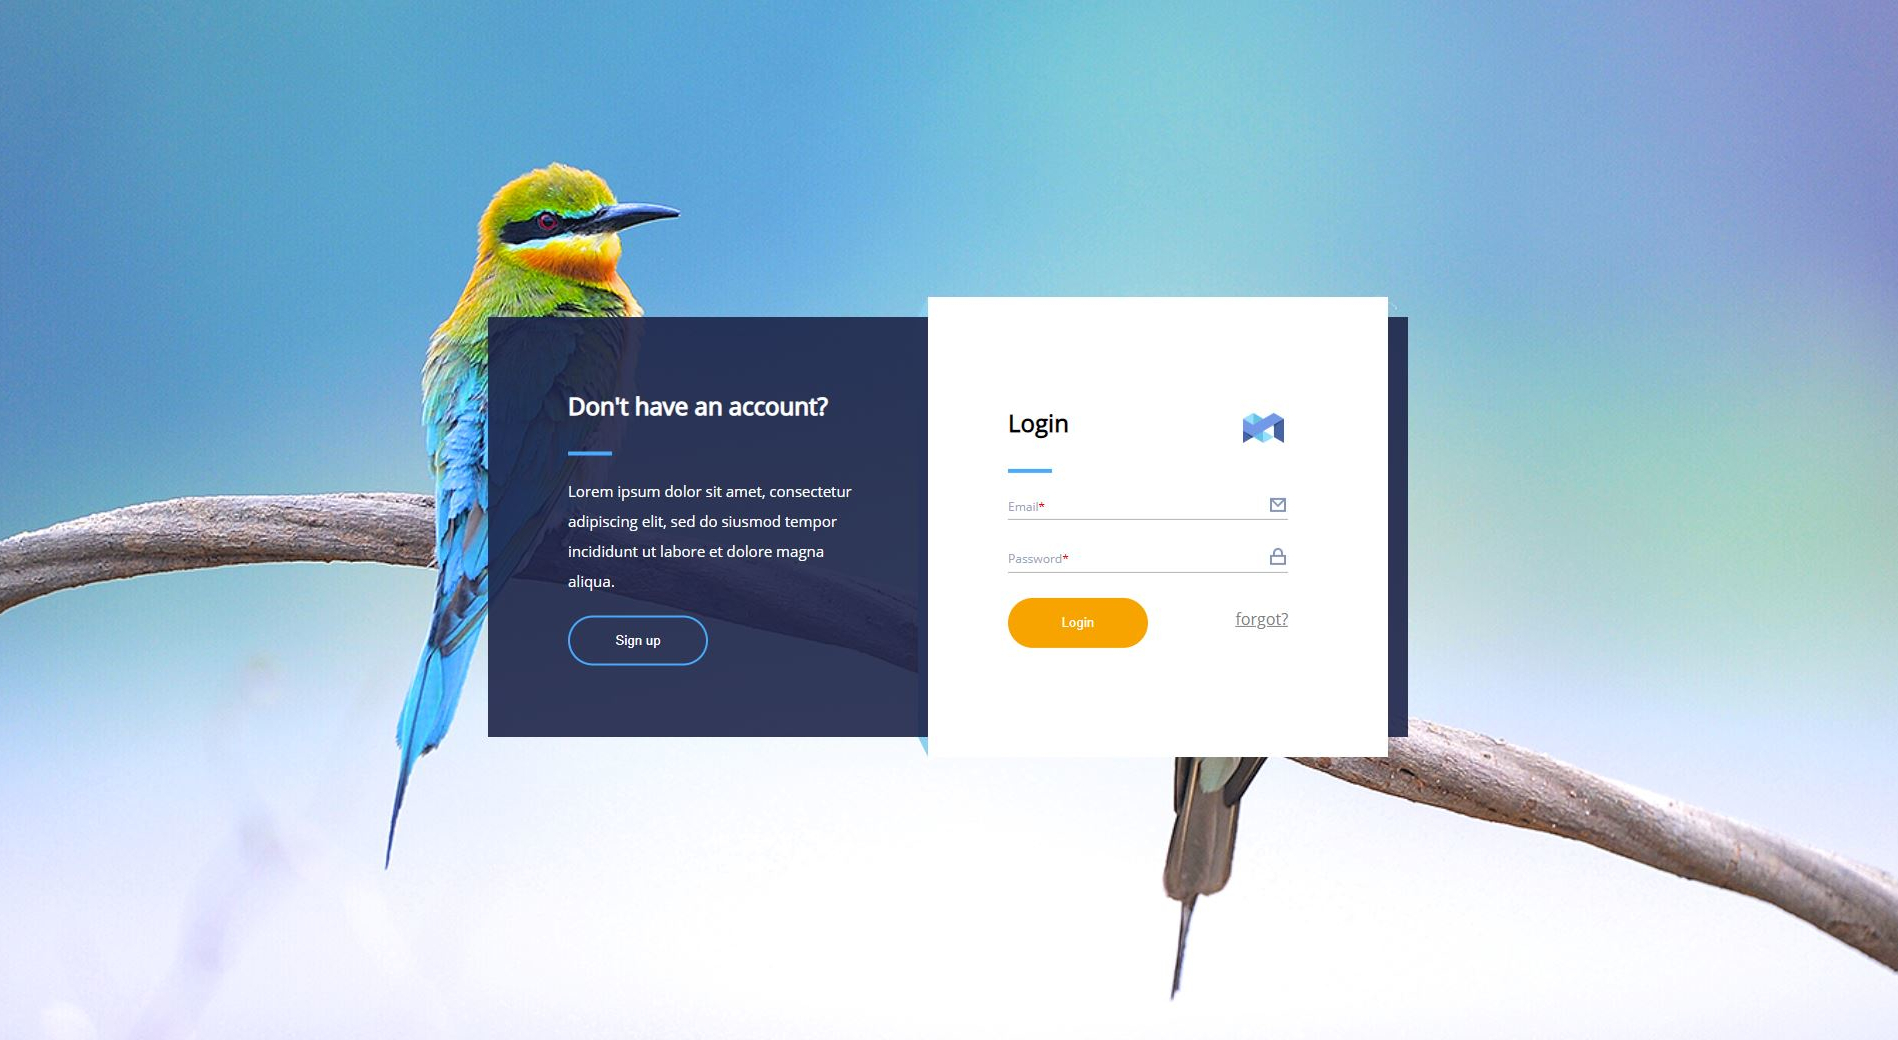 Don't have an account?
Lorem ipsum dolor sit amet, consectetur
adipiscing elit, sed do siusmod tempor
incididunt ut labore et dolore magna
aliqua.
Sign up
Login
Email*
Password*
Login
forgot?